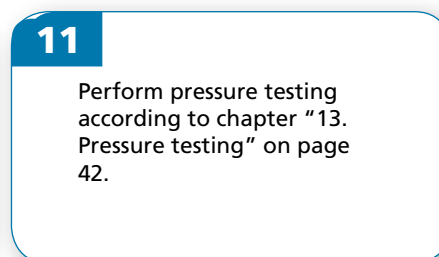 11
Perform pressure testing
according to chapter “13.
Pressure testing” on page
42.